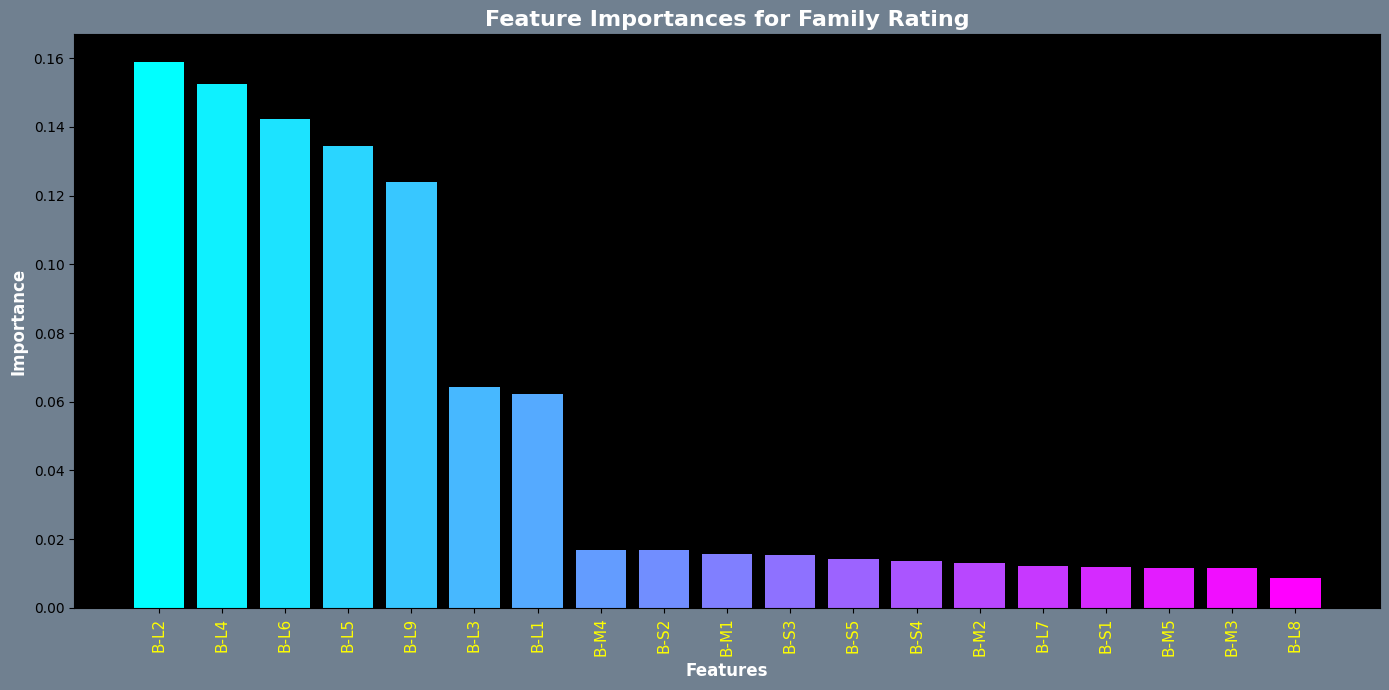 Feature Importances for Family Rating
Importance
0.16
0.14
0.12
0.10
0.08
0.06
0.04
0.02
0.00
B-L2
B-L4
B-L6
B-L5
B-L9
B-L3
B-L1
B-M4
B-S2
B-M1
B-S3
B-S5
B-S4
B-M2
B-L7
B-S1
B-M5
B-M3
B-L8
Features